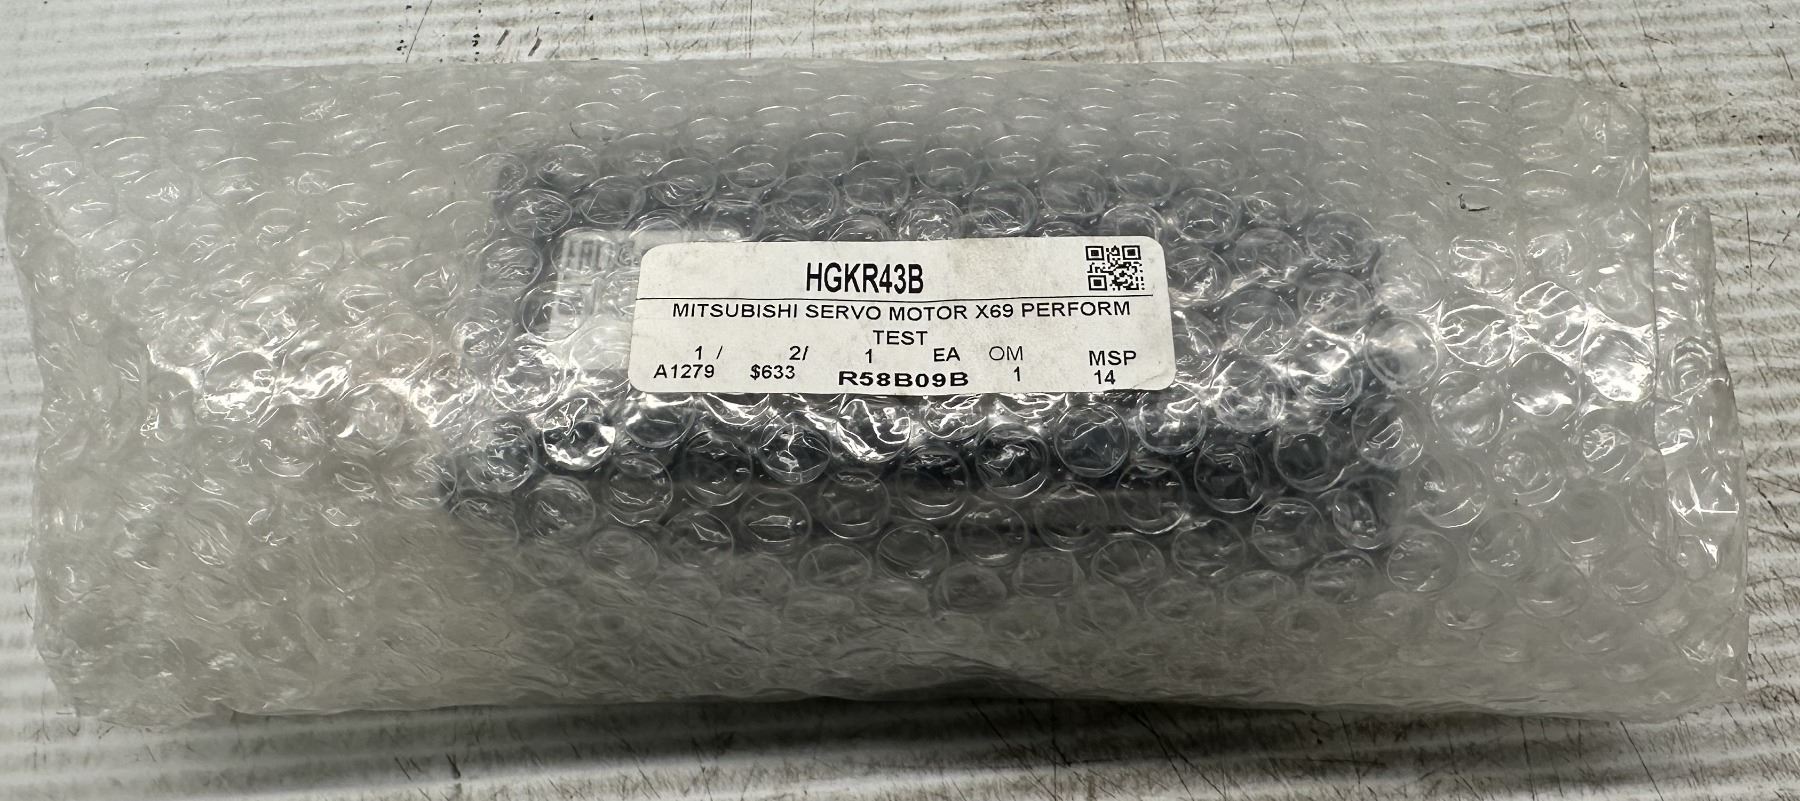 HGKR43B
MITSUBISHI SERVO MOTOR X69 PERFORM
TEST
1 / 2/ 1 EA OM MSP
A1279 $633 R58B09B 1 14